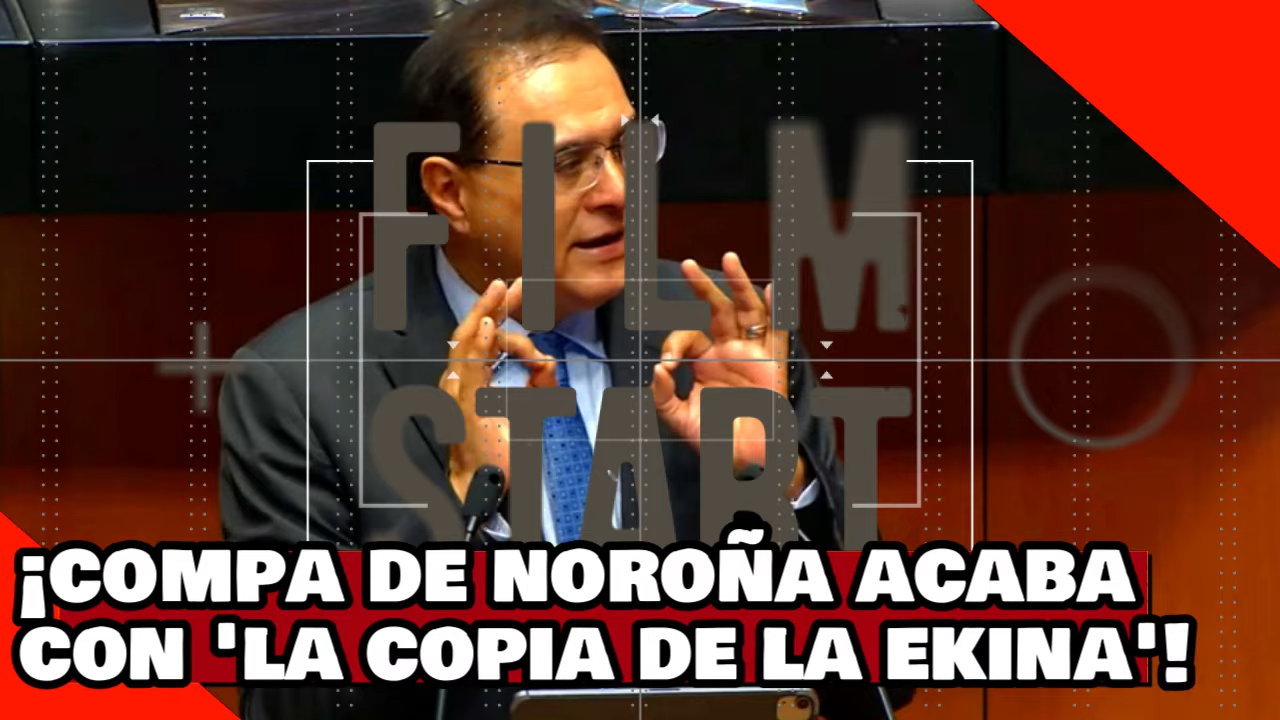 FILM
START
¡COMPA DE NOROÑA ACABA
CON 'LA COPIA DE LA EKINA'!